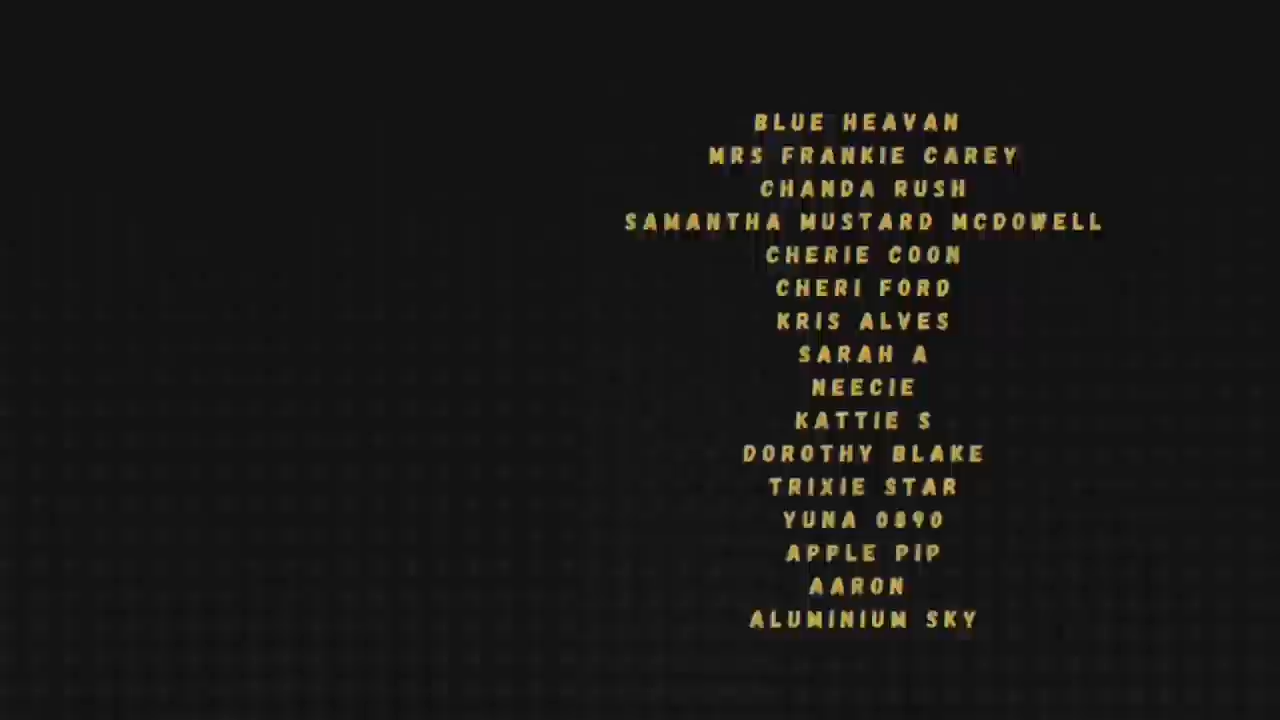 BLUE HEAVAN
MRS FRANKIE CAREY
CHANDA RUSH
SAMANTHA MUSTARD MCDOWELL
CHERIE COON
CHERI FORD
KRIS ALVES
SARAH A
NEECIE
KATTIE S
DOROTHY BLAKE
TRIXIE STAR
YUNA 0890
APPLE PIP
AARON
ALUMINIUM SKY